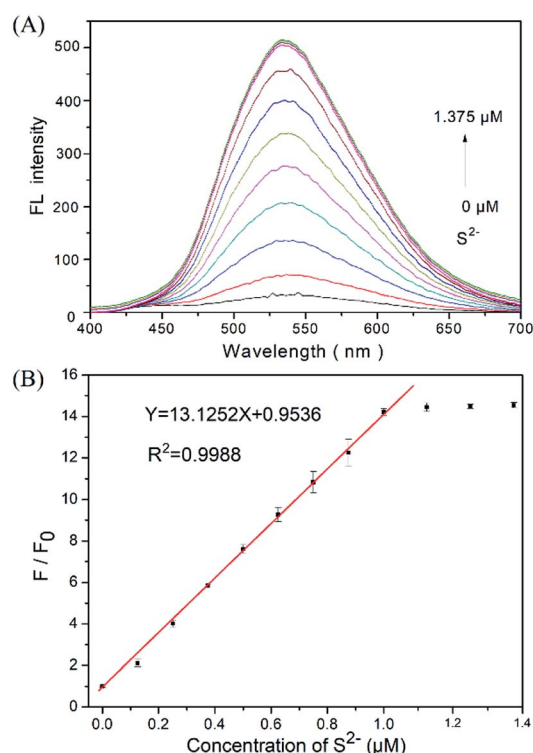 (A)
500
400
300
200
100
0
FL intensity
1.375 μM
0 μM
S²⁻
400 450 500 550 600 650 700
Wavelength ( nm )
(B)
16
14
12
10
8
6
4
2
0
F / F₀
Y=13.1252X+0.9536
R²=0.9988
0.0 0.2 0.4 0.6 0.8 1.0 1.2 1.4
Concentration of S²⁻ (μM)